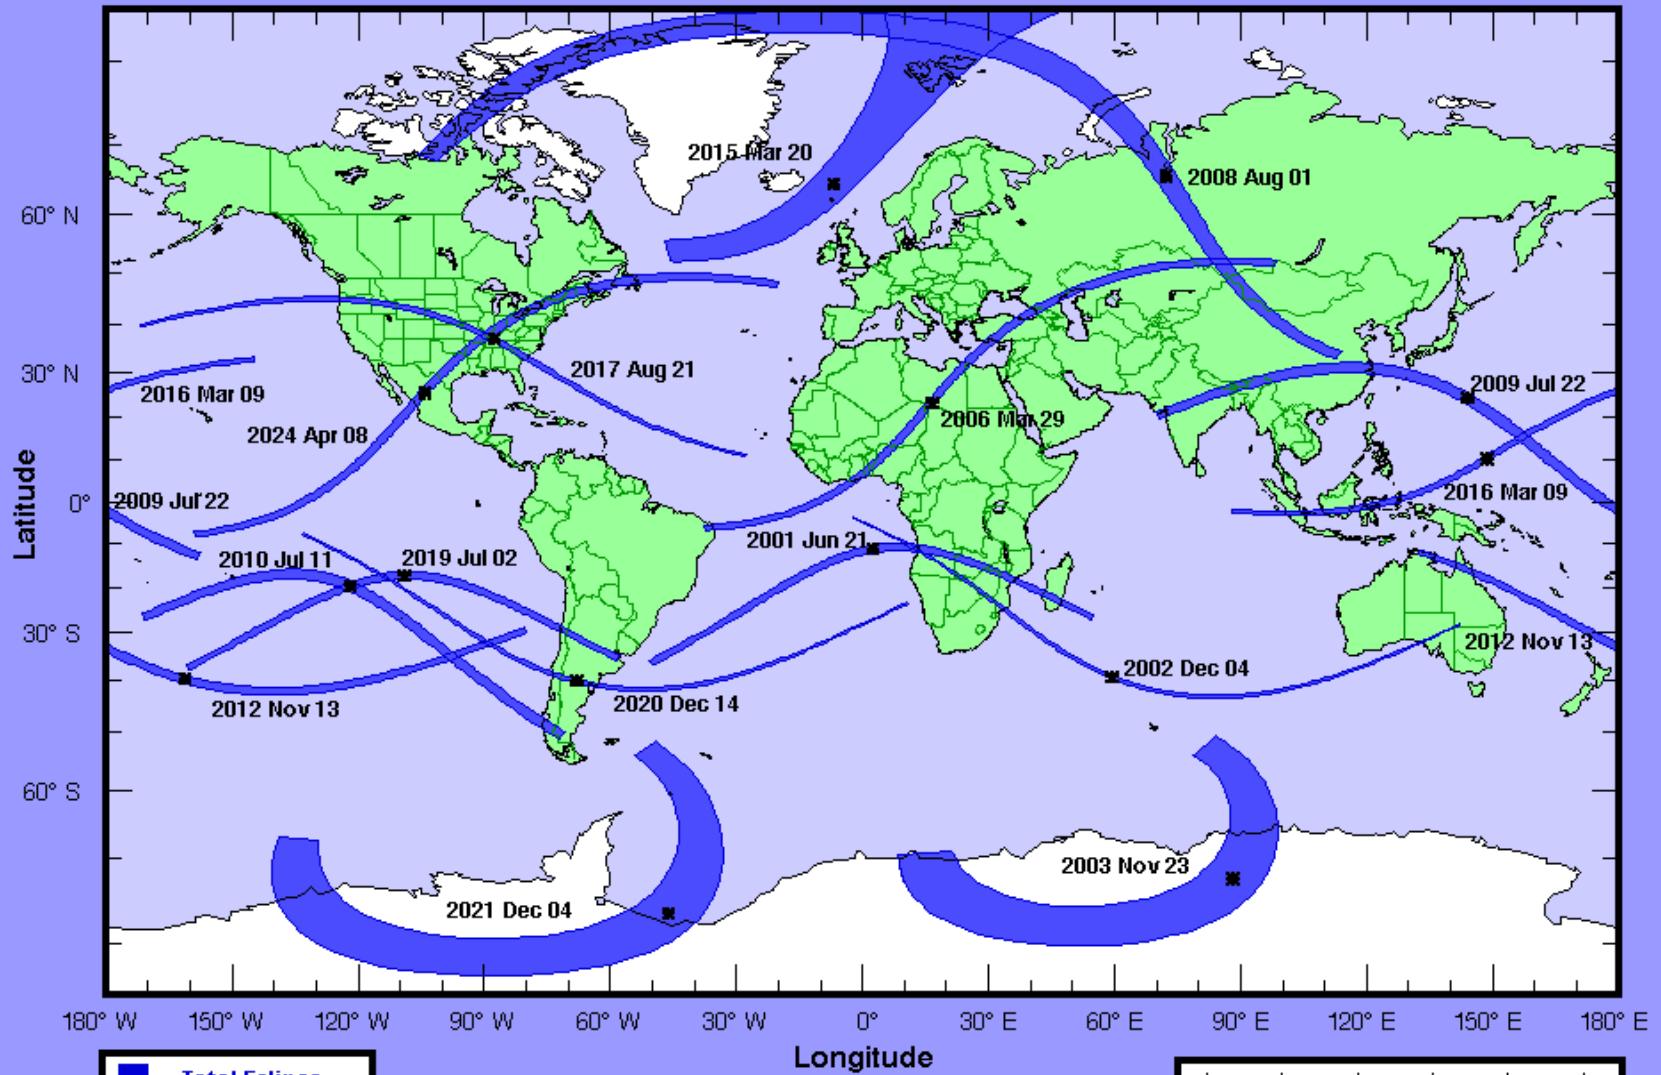 2015 Mar 20
2008 Aug 01
60° N
2017 Aug 21
30° N
2016 Mar 09
2009 Jul 22
2006 Mar 29
2024 Apr 08
2016 Mar 09
2009 Jul 22
0°
Latitude
2001 Jun 21
2010 Jul 11
2019 Jul 02
30° S
2012 Nov 13
2002 Dec 04
2012 Nov 13
2020 Dec 14
60° S
2003 Nov 23
2021 Dec 04
180° W 150° W 120° W 90° W 60° W 30° W 0° 30° E 60° E 90° E 120° E 150° E 180° E
Longitude
Total Eclipse